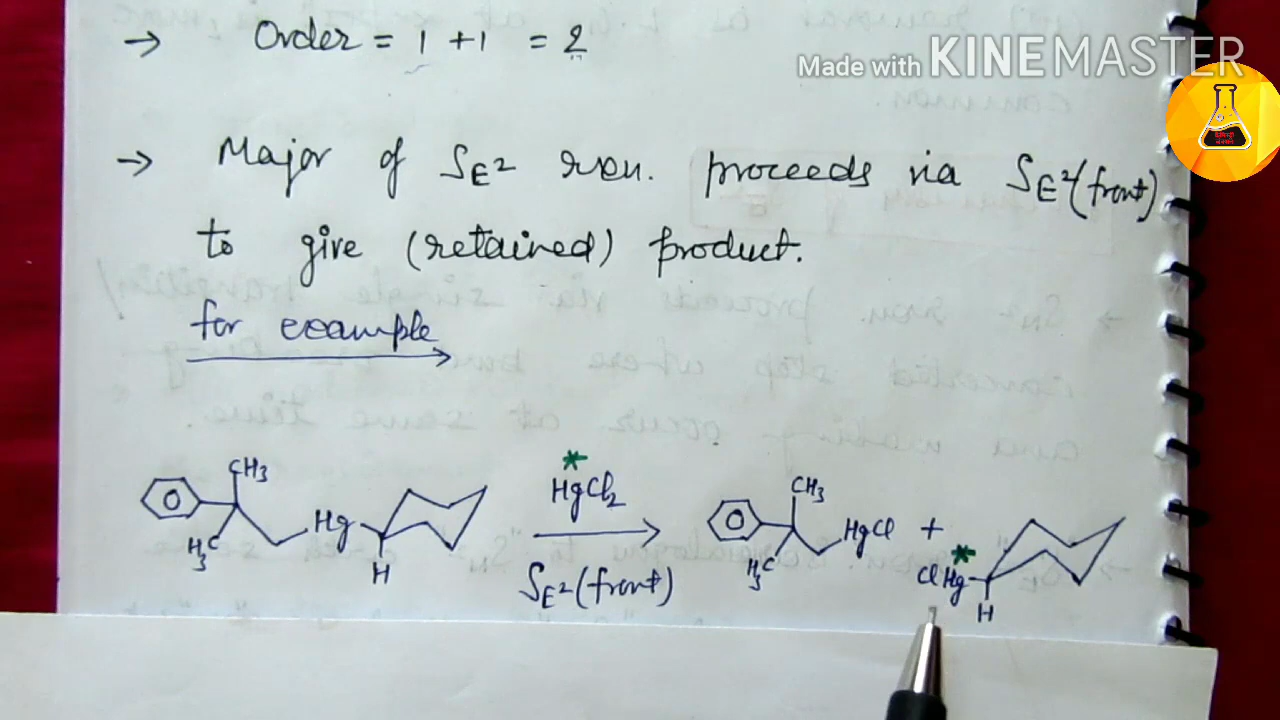 → Order = 1 + 1 = 2
Made with KINEMASTER
→ Major of SE² rxn. proceeds via SE²(front)
to give (retained) product.
for example
CH3
H3C
Hg
H
*
HgCl2
SE²(front)
CH3
H3C
HgCl
+
*
ClHg
H